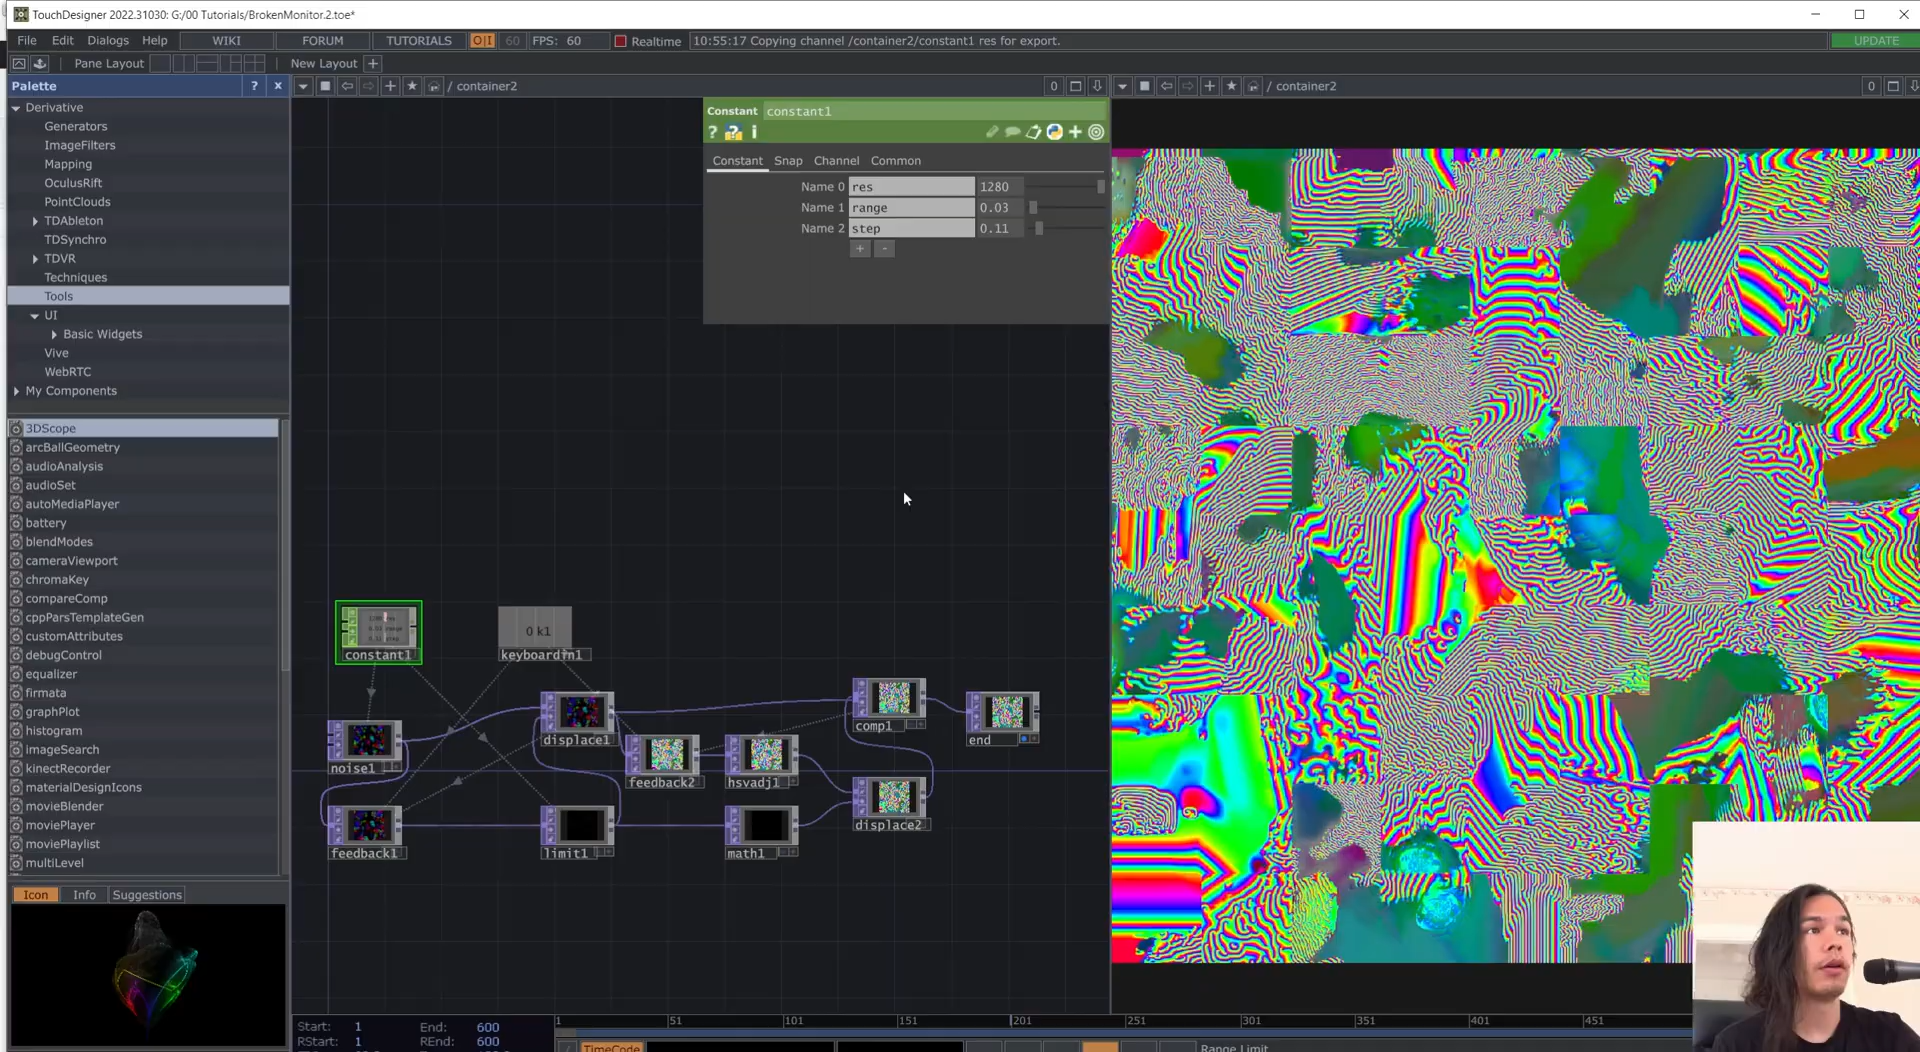 TouchDesigner 2022.31030: G:/00 Tutorials/BrokenMonitor.2.toe*
File Edit Dialogs Help WIKI FORUM TUTORIALS O|I 60 FPS: 60 Realtime 10:55:17 Copying channel /container2/constant1 res for export. UPDATE
Pane Layout New Layout +
Palette ? x
/ container2 0
/ container2 0
Derivative
Generators
ImageFilters
Mapping
OculusRift
PointClouds
TDAbleton
TDSynchro
TDVR
Techniques
Tools
UI
Basic Widgets
Vive
WebRTC
My Components
3DScope
arcBallGeometry
audioAnalysis
audioSet
autoMediaPlayer
battery
blendModes
cameraViewport
chromaKey
compareComp
cppParsTemplateGen
customAttributes
debugControl
equalizer
firmata
graphPlot
histogram
imageSearch
kinectRecorder
materialDesignIcons
movieBlender
moviePlayer
moviePlaylist
multiLevel
Icon Info Suggestions
Constant constant1
? ? i
Constant Snap Channel Common
Name 0 res 1280
Name 1 range 0.03
Name 2 step 0.11
+ -
constant1
0 k1
keyboardin1
noise1
displace1
feedback2
hsvadj1
comp1
end
feedback1
limit1
math1
displace2
Start: 1 End: 600
RStart: 1 REnd: 600
1 51 101 151 201 251 301 351 401 451
TimeCode
Range Limit